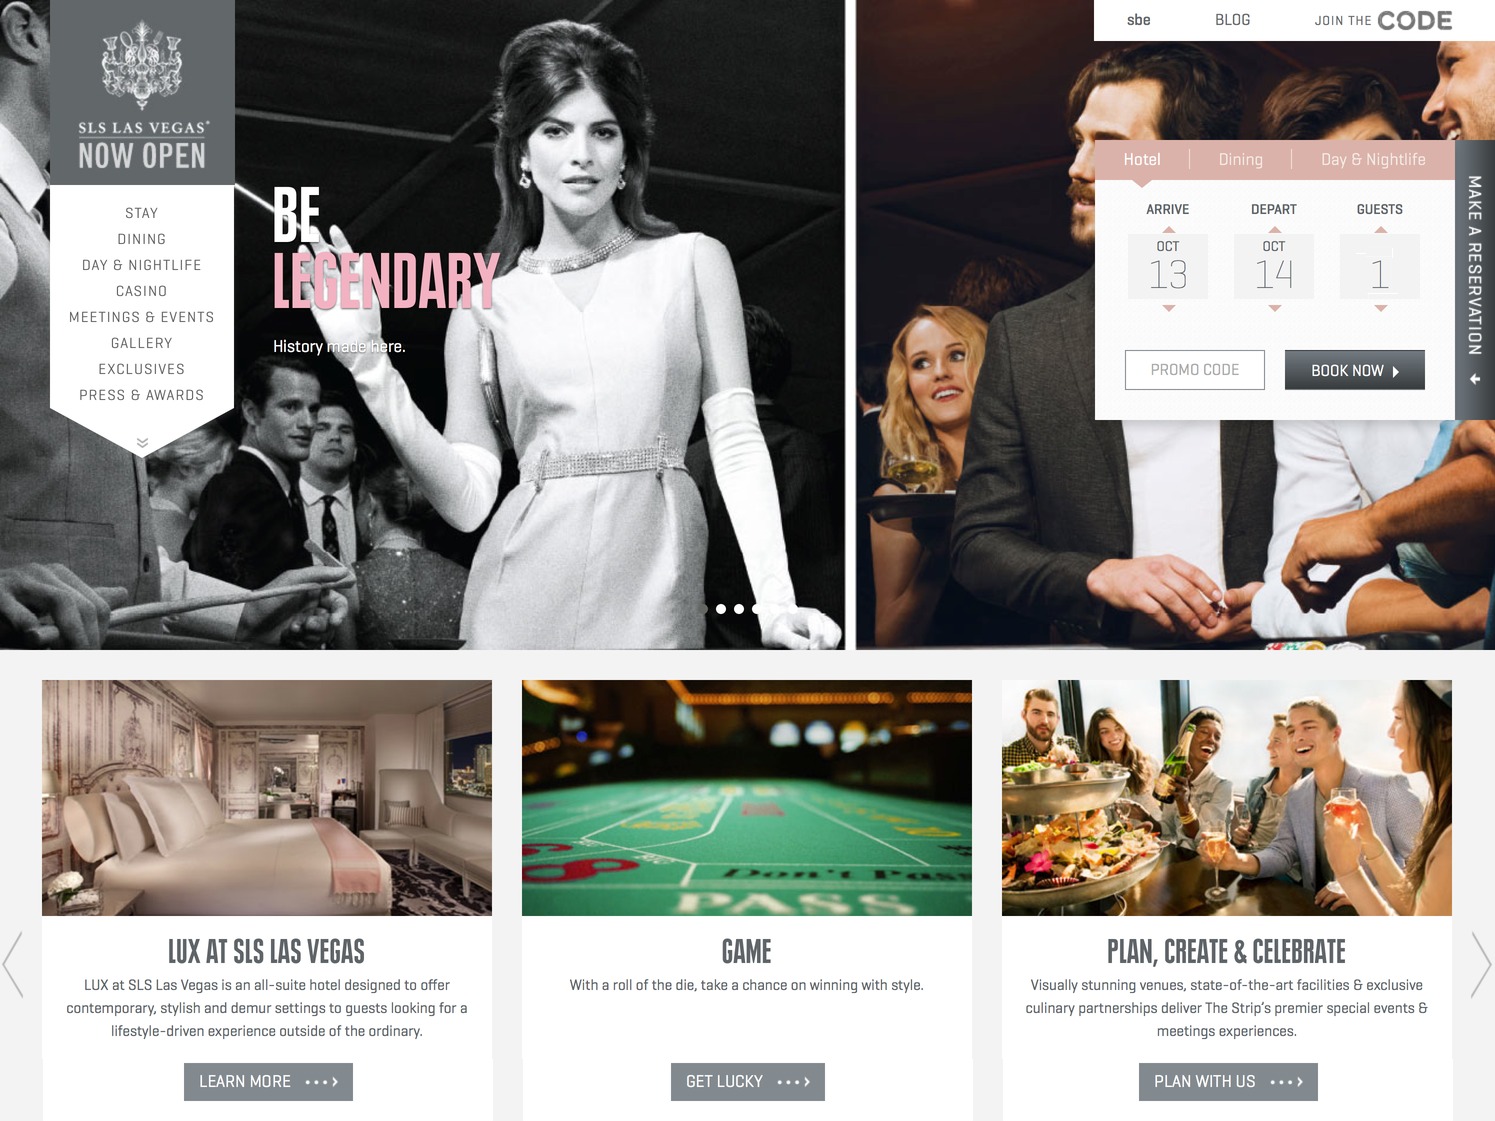 sbe
BLOG
JOIN THE CODE
SLS LAS VEGAS
NOW OPEN
STAY
DINING
DAY & NIGHTLIFE
CASINO
MEETINGS & EVENTS
GALLERY
EXCLUSIVES
PRESS & AWARDS
BE
LEGENDARY
History made here.
Hotel
Dining
Day & Nightlife
ARRIVE
DEPART
GUESTS
OCT
13
OCT
14
1
PROMO CODE
BOOK NOW
MAKE A RESERVATION
Don't Pass
PASS
LUX AT SLS LAS VEGAS
LUX at SLS Las Vegas is an all-suite hotel designed to offer
contemporary, stylish and demur settings to guests looking for a
lifestyle-driven experience outside of the ordinary.
LEARN MORE
GAME
With a roll of the die, take a chance on winning with style.
GET LUCKY
PLAN, CREATE & CELEBRATE
Visually stunning venues, state-of-the-art facilities & exclusive
culinary partnerships deliver The Strip's premier special events &
meetings experiences.
PLAN WITH US